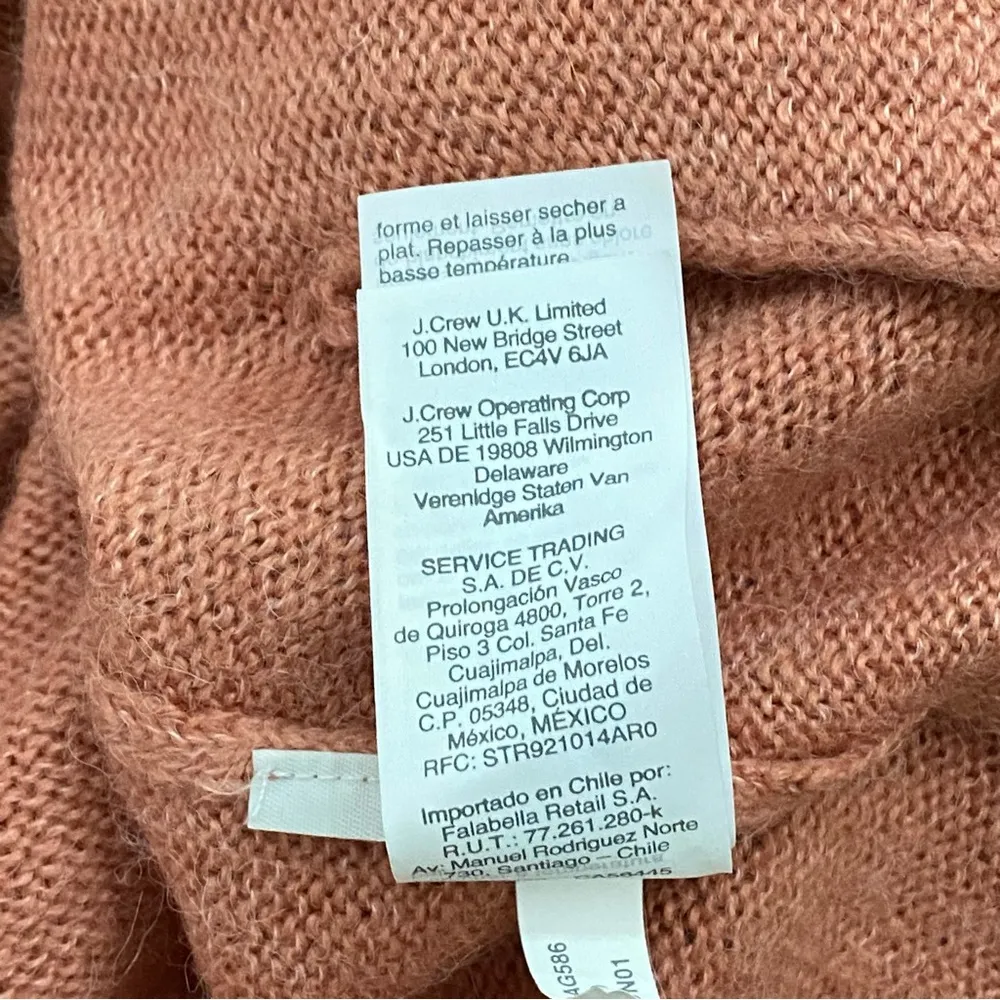 forme et laisser secher a
plat. Repasser à la plus
basse température
J.Crew U.K. Limited
100 New Bridge Street
London, EC4V 6JA
J.Crew Operating Corp
251 Little Falls Drive
USA DE 19808 Wilmington
Delaware
Verenidge Staten Van
Amerika
SERVICE TRADING
S.A. DE C.V.
Prolongación Vasco
de Quiroga 4800, Torre 2,
Piso 3 Col. Santa Fe
Cuajimalpa, Del.
Cuajimalpa de Morelos
C.P. 05348, Ciudad de
México, MÉXICO
RFC: STR921014AR0
Importado en Chile por:
Falabella Retail S.A.
R.U.T.: 77.261.280-k
Av: Manuel Rodriguez Norte
730, Santiago – Chile
4G586
N01